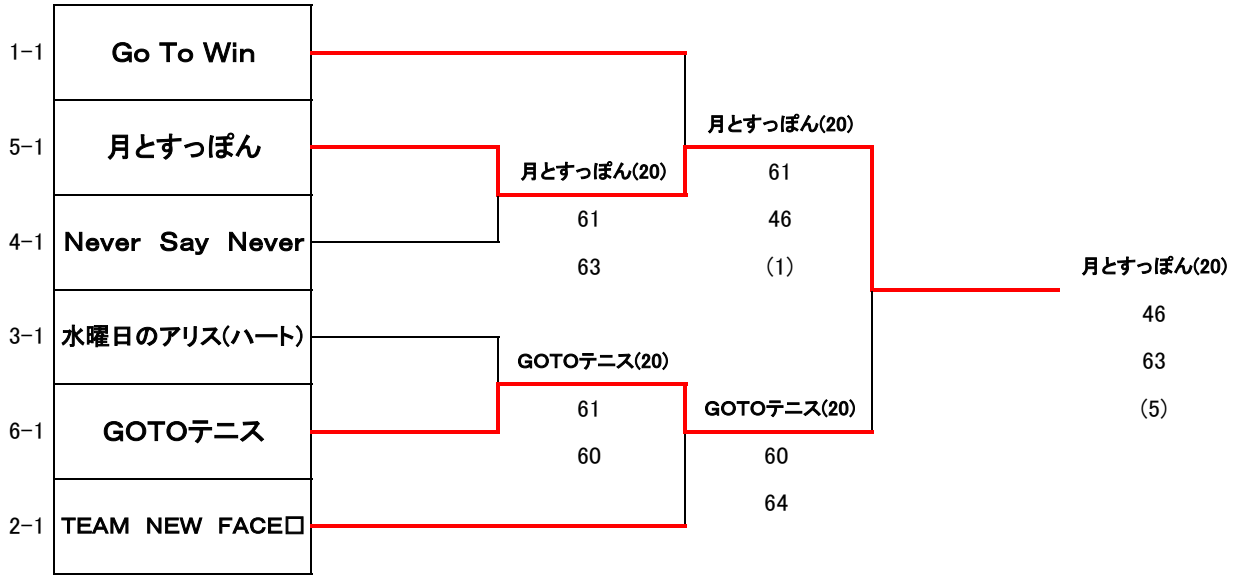 1-1 Go To Win
5-1 月とすっぽん
4-1 Never Say Never
3-1 水曜日のアリス(ハート)
6-1 GOTOテニス
2-1 TEAM NEW FACE□
月とすっぽん(20)
61
63
GOTOテニス(20)
61
60
月とすっぽん(20)
61
46
(1)
GOTOテニス(20)
60
64
月とすっぽん(20)
46
63
(5)